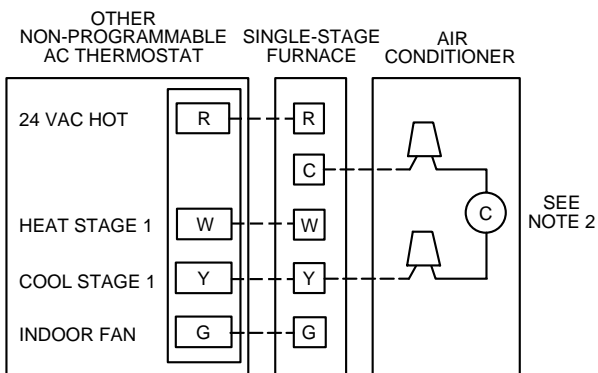 OTHER
NON-PROGRAMMABLE
AC THERMOSTAT
SINGLE-STAGE
FURNACE
AIR
CONDITIONER
24 VAC HOT
R
R
C
HEAT STAGE 1
W
W
C
SEE
NOTE 2
COOL STAGE 1
Y
Y
INDOOR FAN
G
G